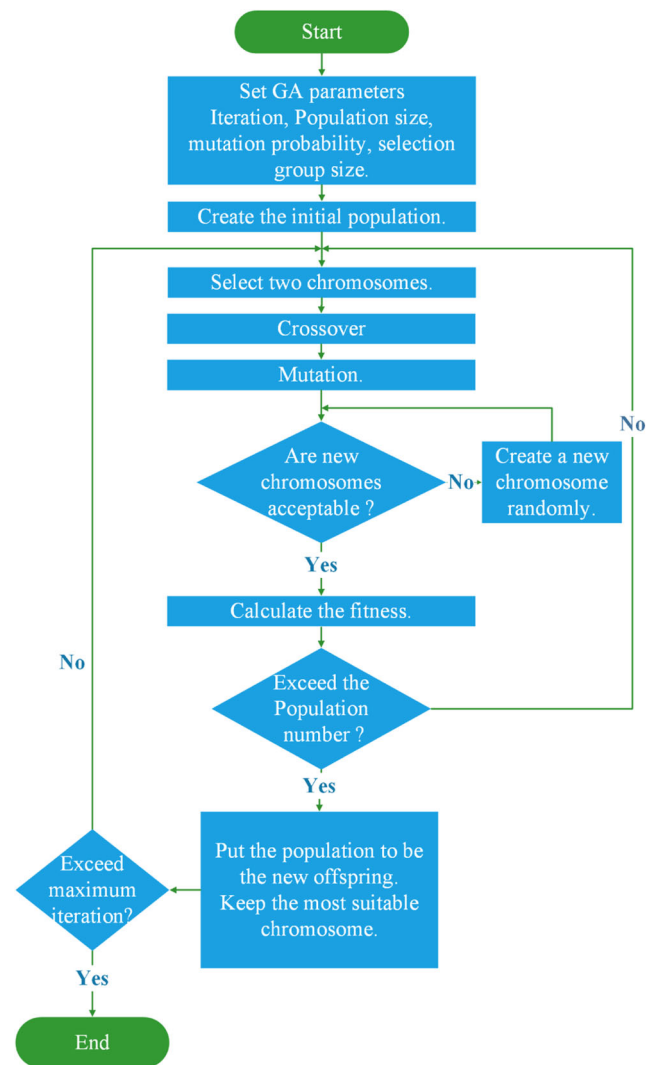 Start
Set GA parameters
Iteration, Population size,
mutation probability, selection
group size.
Create the initial population.
Select two chromosomes.
Crossover
Mutation.
No
Are new
chromosomes
acceptable ?
No
Create a new
chromosome
randomly.
Yes
Calculate the fitness.
No
Exceed the
Population
number ?
Yes
Put the population to be
the new offspring.
Keep the most suitable
chromosome.
Exceed
maximum
iteration?
Yes
End